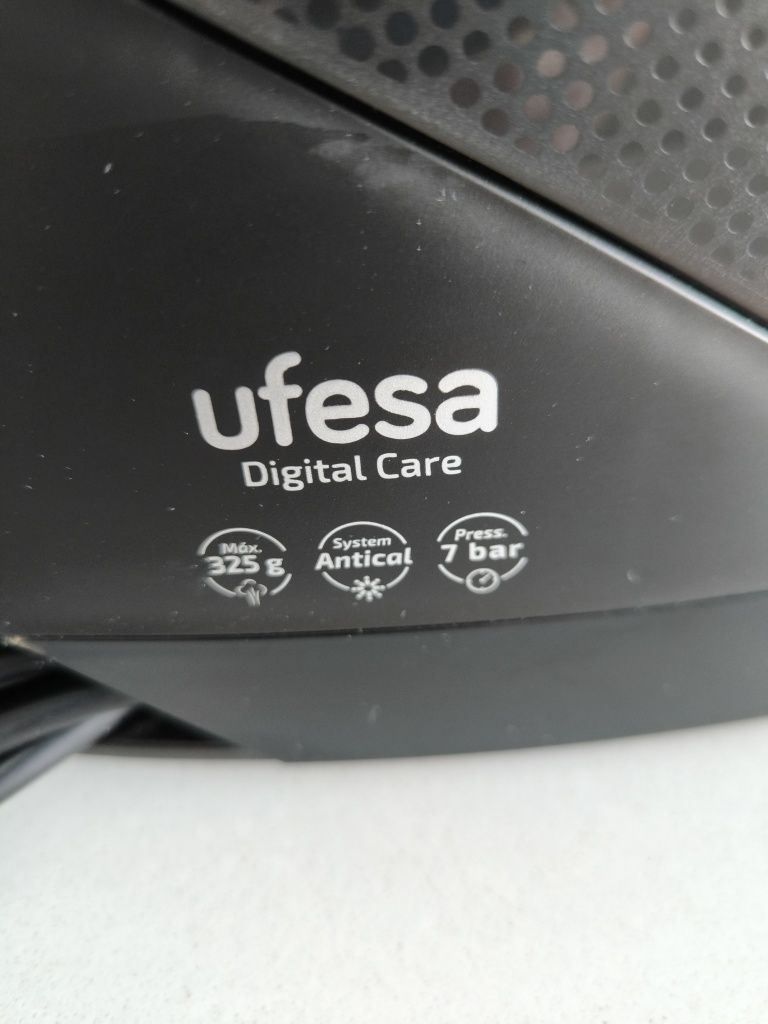 ufesa
Digital Care
Máx.
325 g
System
Antical
Press.
7 bar